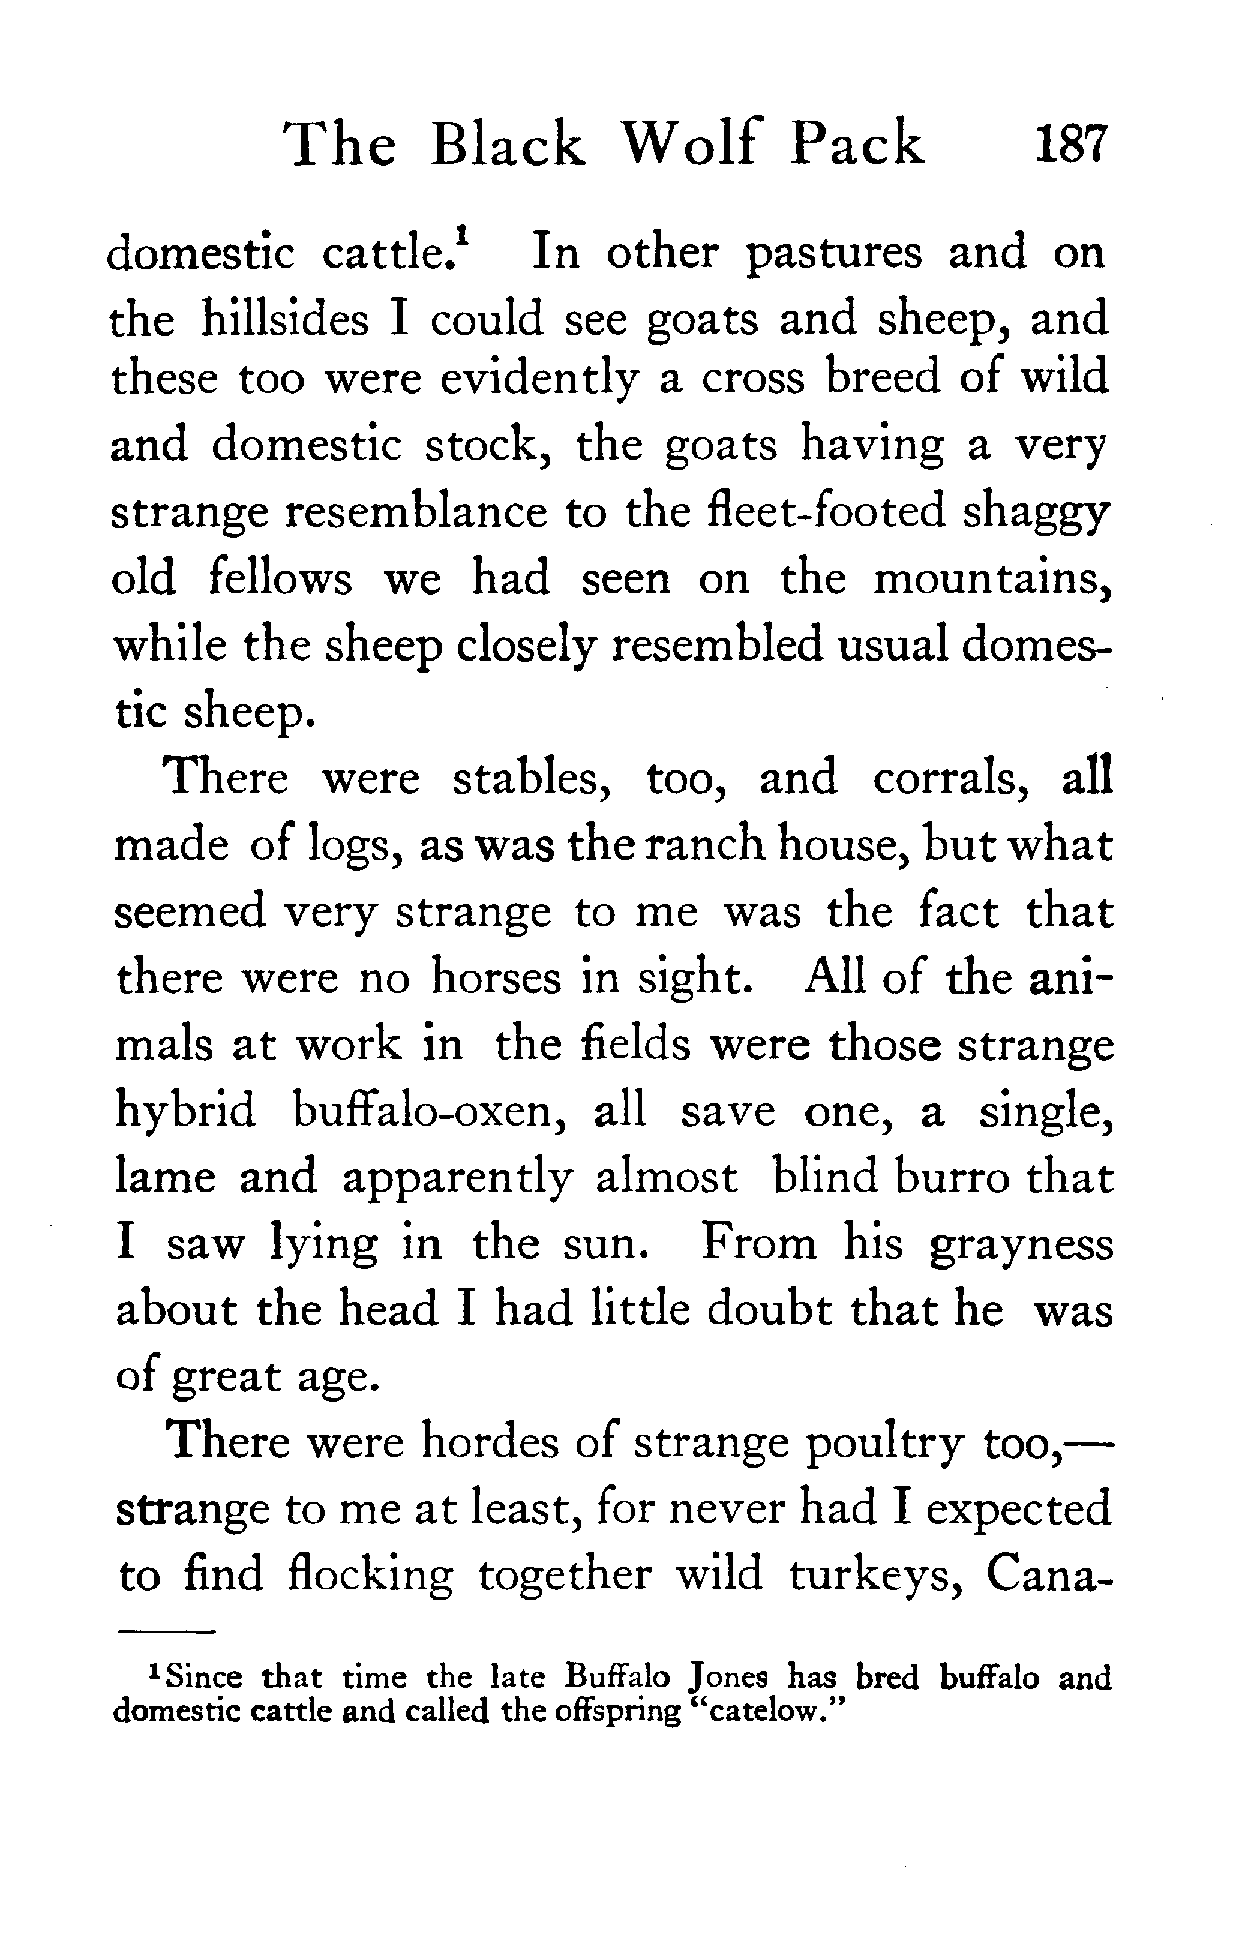 The Black Wolf Pack 187
domestic cattle.¹ In other pastures and on
the hillsides I could see goats and sheep, and
these too were evidently a cross breed of wild
and domestic stock, the goats having a very
strange resemblance to the fleet-footed shaggy
old fellows we had seen on the mountains,
while the sheep closely resembled usual domes-
tic sheep.
There were stables, too, and corrals, all
made of logs, as was the ranch house, but what
seemed very strange to me was the fact that
there were no horses in sight. All of the ani-
mals at work in the fields were those strange
hybrid buffalo-oxen, all save one, a single,
lame and apparently almost blind burro that
I saw lying in the sun. From his grayness
about the head I had little doubt that he was
of great age.
There were hordes of strange poultry too,—
strange to me at least, for never had I expected
to find flocking together wild turkeys, Cana-
¹Since that time the late Buffalo Jones has bred buffalo and
domestic cattle and called the offspring “catelow.”